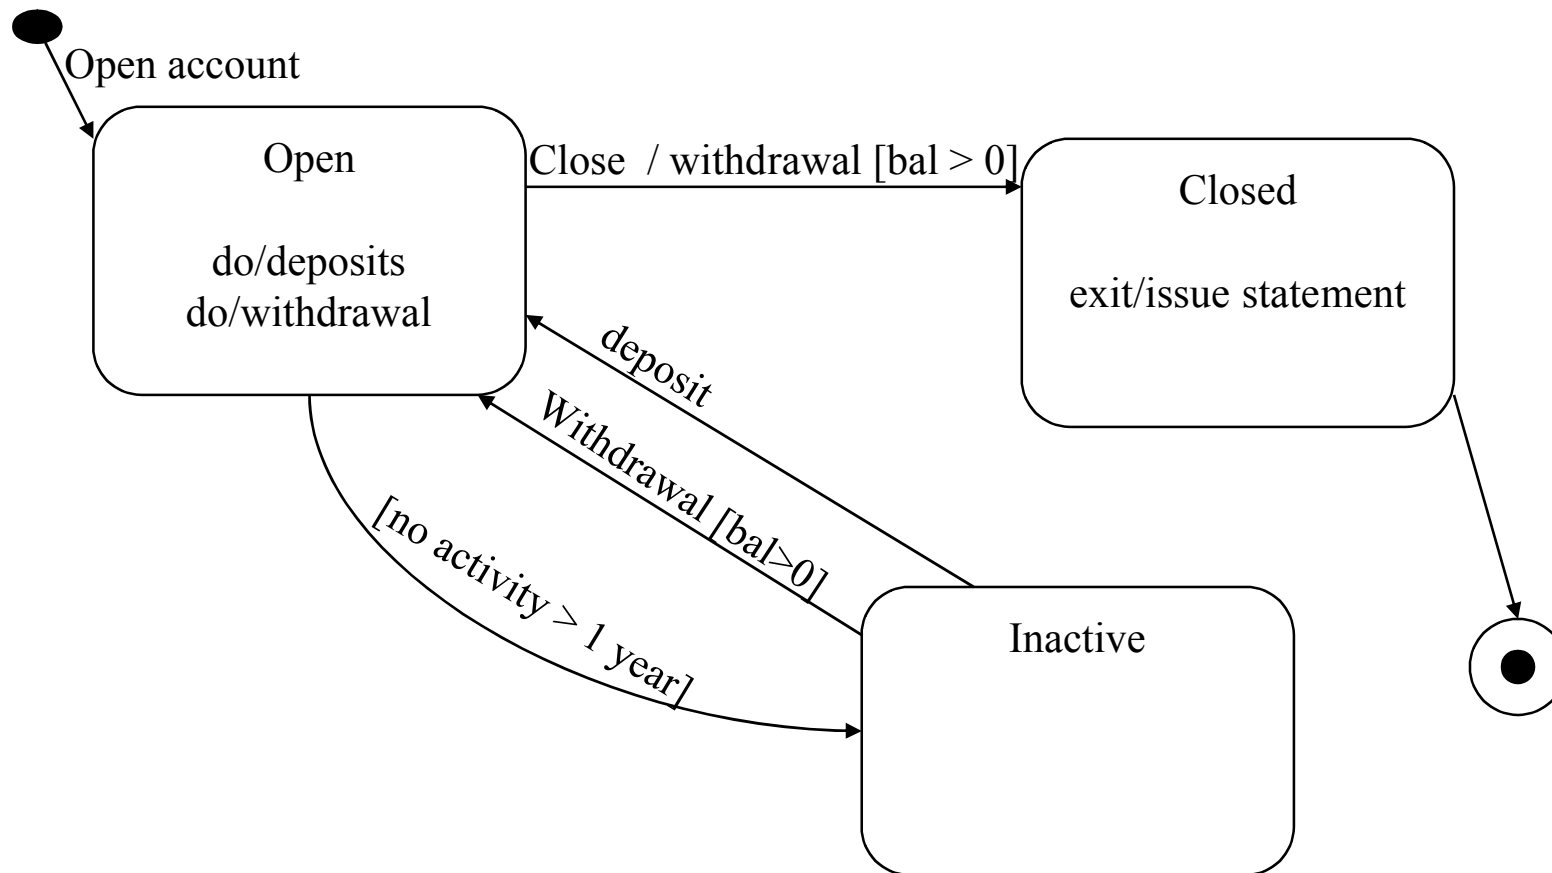 Open account
Open
do/deposits
do/withdrawal
Close / withdrawal [bal > 0]
Closed
exit/issue statement
deposit
Withdrawal [bal>0]
[no activity > 1 year]
Inactive